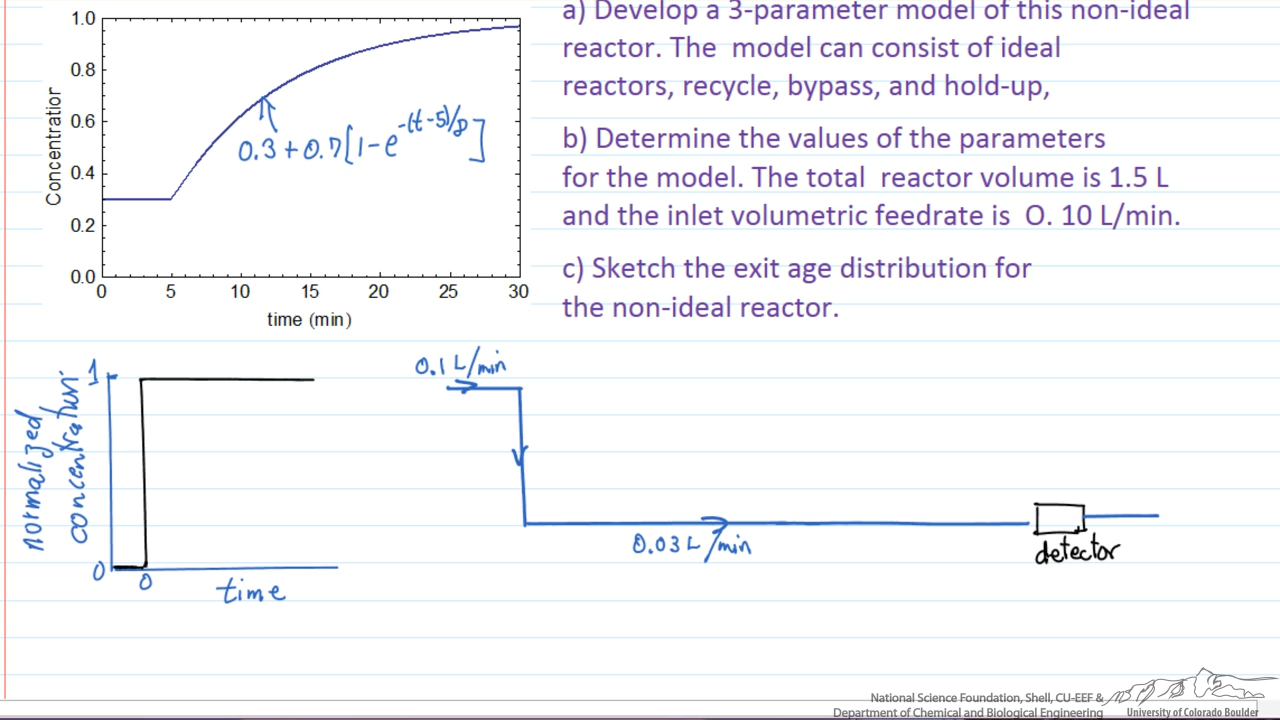 1.0
0.8
0.6
0.4
0.2
0.0
Concentration
0 5 10 15 20 25 30
time (min)
0.3+0.7[1-e^-(t-5)/8]
a) Develop a 3-parameter model of this non-ideal
reactor. The model can consist of ideal
reactors, recycle, bypass, and hold-up,
b) Determine the values of the parameters
for the model. The total reactor volume is 1.5 L
and the inlet volumetric feedrate is O. 10 L/min.
c) Sketch the exit age distribution for
the non-ideal reactor.
normalized
concentration
1
0
0
time
0.1 L/min
0.03 L/min
detector
National Science Foundation, Shell, CU-EEF &
Department of Chemical and Biological Engineering
University of Colorado Boulder